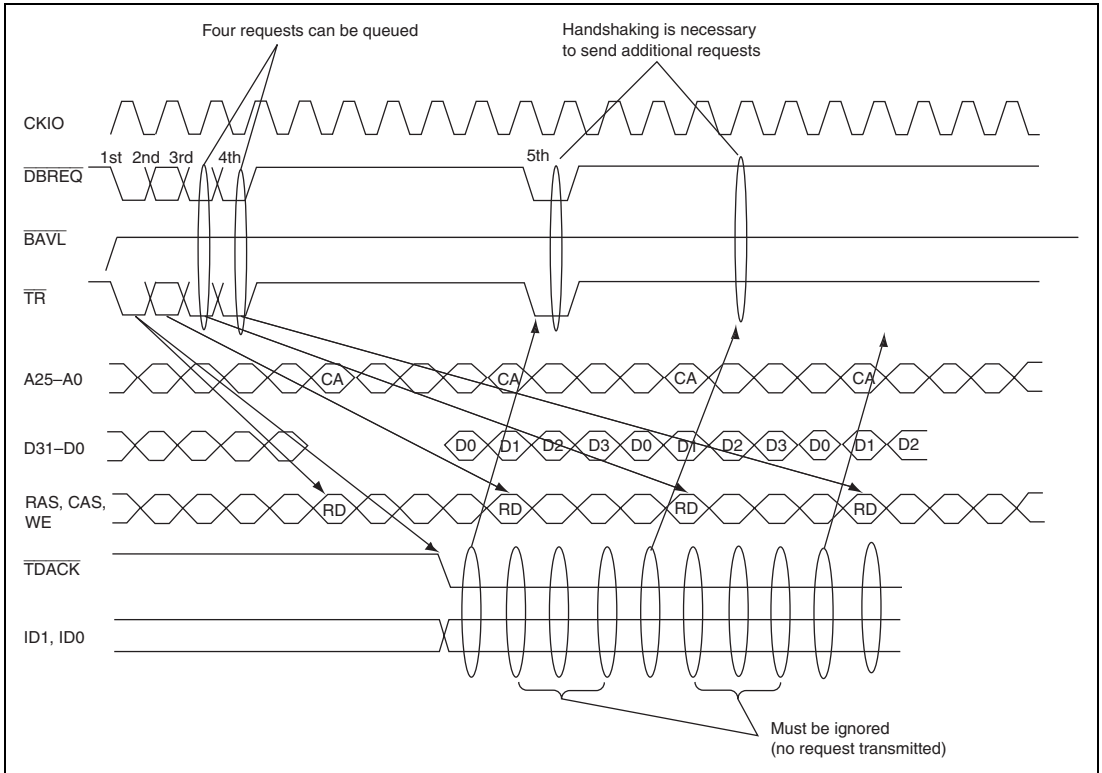 Four requests can be queued
Handshaking is necessary
to send additional requests
CKIO
1st 2nd 3rd 4th 5th
DBREQ
BAVL
TR
A25–A0 CA CA CA CA
D31–D0 D0 D1 D2 D3 D0 D1 D2 D3 D0 D1 D2
RAS, CAS,
WE RD RD RD RD
TDACK
ID1, ID0
Must be ignored
(no request transmitted)